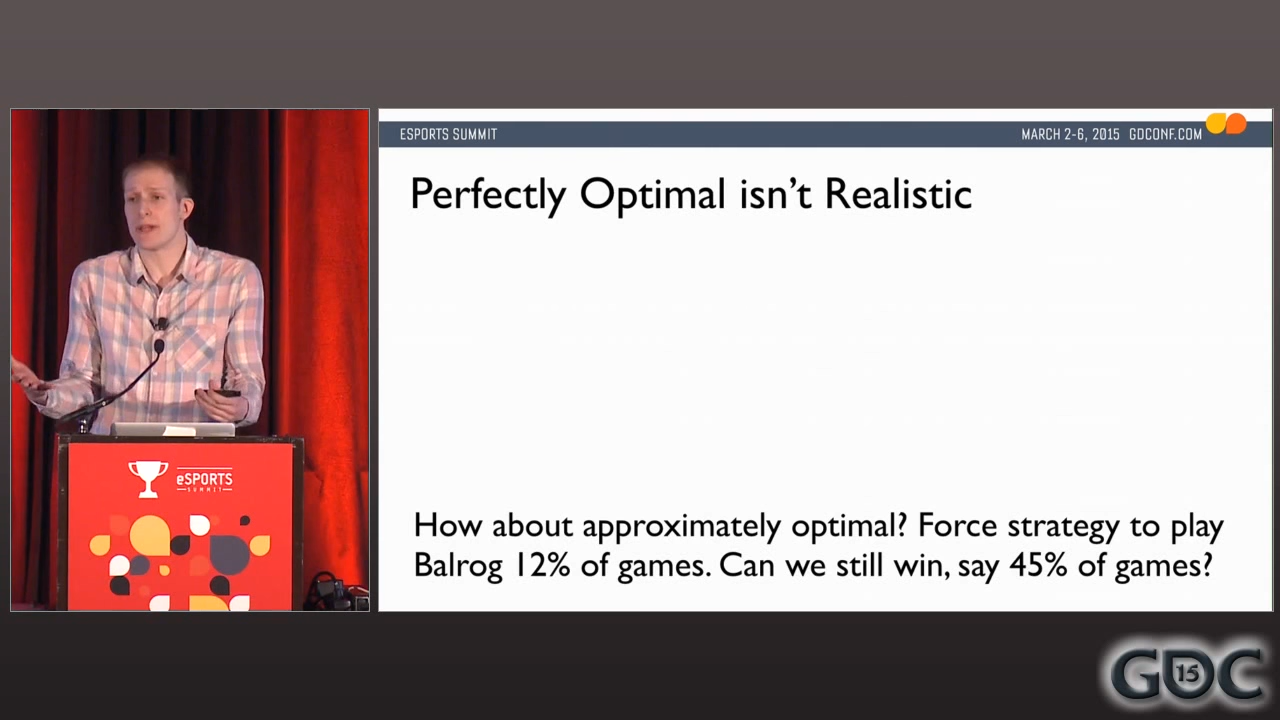 ESPORTS SUMMIT
MARCH 2-6, 2015 GDCONF.COM
Perfectly Optimal isn't Realistic
How about approximately optimal? Force strategy to play
Balrog 12% of games. Can we still win, say 45% of games?
eSPORTS
SUMMIT
GDC
15